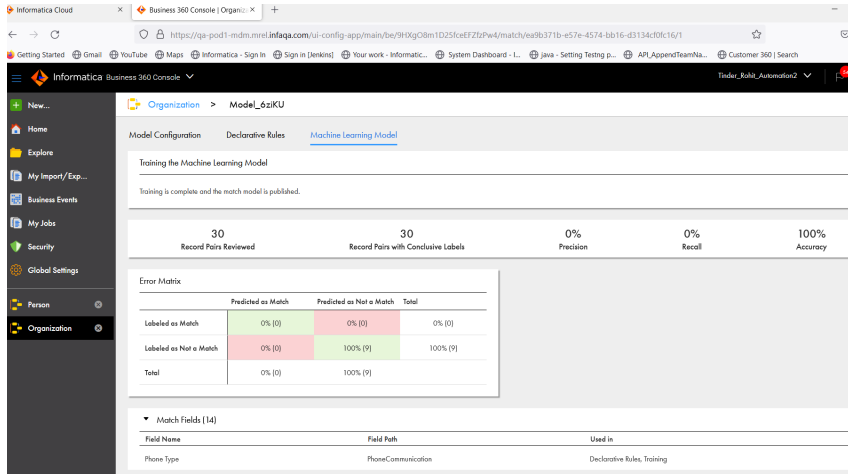 Informatica Cloud
Business 360 Console | Organiz
https://qa-pod1-mdm.mrel.infaqa.com/ui-config-app/main/be/9HXgO8m1D25fceEFZfzPw4/match/ea9b371b-e57e-4574-bb16-d3134cf0fc16/1
Getting Started Gmail YouTube Maps Informatica - Sign In Sign in [Jenkins] Your work - Informatic... System Dashboard - I... java - Setting Testng p... API_AppendTeamNa... Customer 360 | Search
Informatica Business 360 Console Tinder_Rohit_Automation2
New...
Home
Explore
My Import/Exp...
Business Events
My Jobs
Security
Global Settings
Person
Organization
Organization > Model_6ziKU
Model Configuration Declarative Rules Machine Learning Model
Training the Machine Learning Model
Training is complete and the match model is published.
30 30 0% 0% 100%
Record Pairs Reviewed Record Pairs with Conclusive Labels Precision Recall Accuracy
Error Matrix
Predicted as Match Predicted as Not a Match Total
Labeled as Match 0% (0) 0% (0) 0% (0)
Labeled as Not a Match 0% (0) 100% (9) 100% (9)
Total 0% (0) 100% (9)
Match Fields (14)
Field Name Field Path Used in
Phone Type PhoneCommunication Declarative Rules, Training